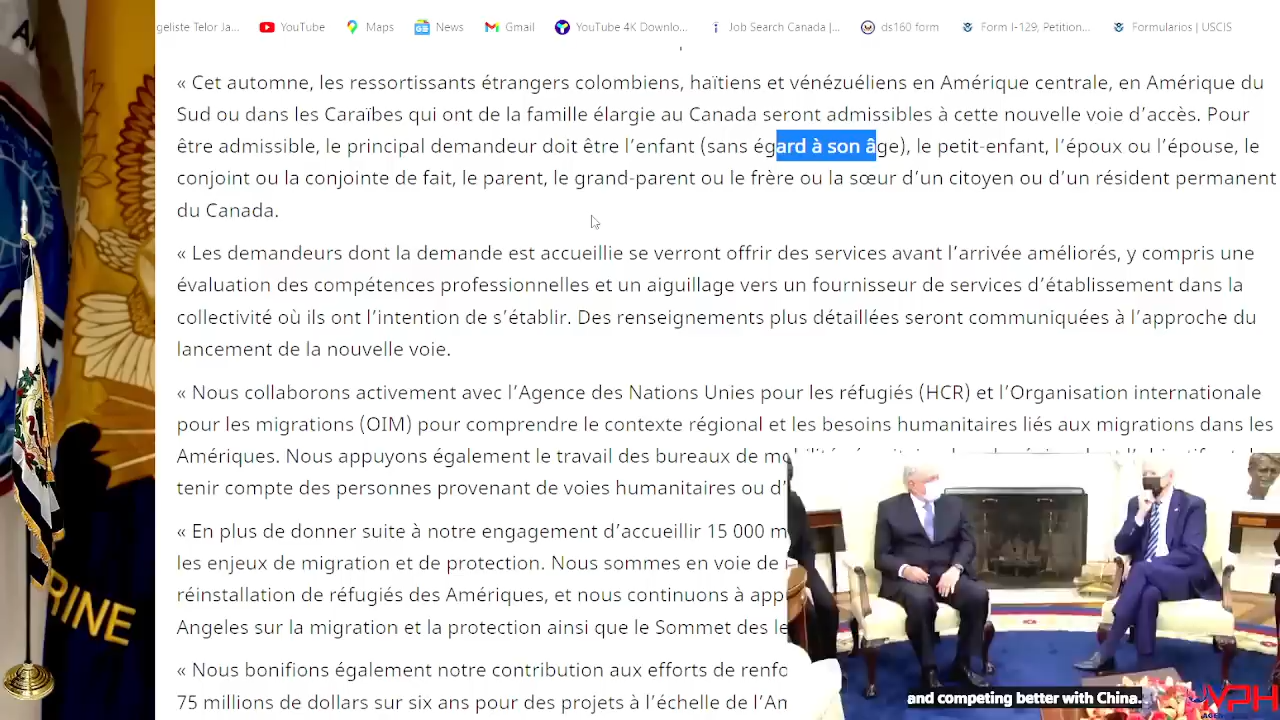 geliste Telor Ja...
YouTube
Maps
News
Gmail
YouTube 4K Downlo...
Job Search Canada |...
ds160 form
Form I-129, Petition...
Formularios | USCIS
« Cet automne, les ressortissants étrangers colombiens, haïtiens et vénézuéliens en Amérique centrale, en Amérique du
Sud ou dans les Caraïbes qui ont de la famille élargie au Canada seront admissibles à cette nouvelle voie d’accès. Pour
être admissible, le principal demandeur doit être l’enfant (sans égard à son âge), le petit-enfant, l’époux ou l’épouse, le
conjoint ou la conjointe de fait, le parent, le grand-parent ou le frère ou la sœur d’un citoyen ou d’un résident permanent
du Canada.
« Les demandeurs dont la demande est accueillie se verront offrir des services avant l’arrivée améliorés, y compris une
évaluation des compétences professionnelles et un aiguillage vers un fournisseur de services d’établissement dans la
collectivité où ils ont l’intention de s’établir. Des renseignements plus détaillées seront communiquées à l’approche du
lancement de la nouvelle voie.
« Nous collaborons activement avec l’Agence des Nations Unies pour les réfugiés (HCR) et l’Organisation internationale
pour les migrations (OIM) pour comprendre le contexte régional et les besoins humanitaires liés aux migrations dans les
Amériques. Nous appuyons également le travail des bureaux de
tenir compte des personnes provenant de voies humanitaires ou d’
« En plus de donner suite à notre engagement d’accueillir 15 000 m
les enjeux de migration et de protection. Nous sommes en voie de
réinstallation de réfugiés des Amériques, et nous continuons à app
Angeles sur la migration et la protection ainsi que le Sommet des le
« Nous bonifions également notre contribution aux efforts de renfo
75 millions de dollars sur six ans pour des projets à l’échelle de l’Am
RINE
and competing better with China.
VPH